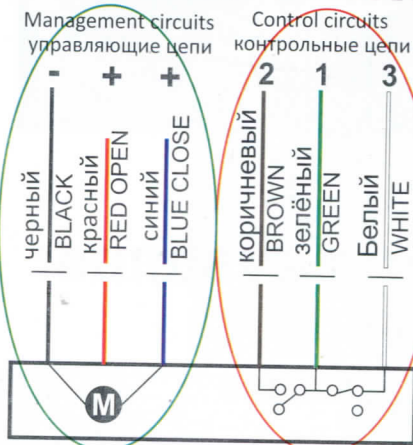 Management circuits
управляющие цепи
Control circuits
контрольные цепи
- + +
2 1 3
черный
BLACK
красный
RED OPEN
синий
BLUE CLOSE
коричневый
BROWN
зелёный
GREEN
Белый
WHITE
M